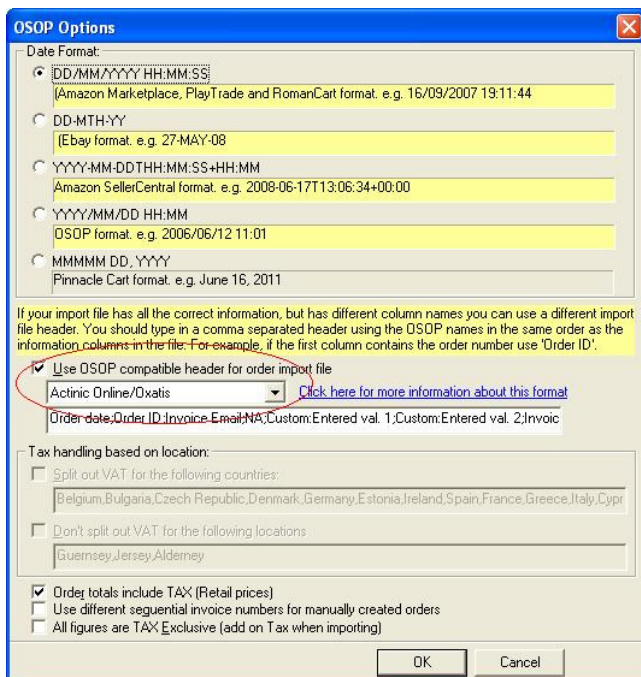 OSOP Options
Date Format:
DD/MM/YYYY HH:MM:SS
(Amazon Marketplace, PlayTrade and RomanCart format. e.g. 16/09/2007 19:11:44
DD-MTH-YY
(Ebay format. e.g. 27-MAY-08
YYYY-MM-DDTHH:MM:SS+HH:MM
Amazon SellerCentral format. e.g. 2008-06-17T13:06:34+00:00
YYYY/MM/DD HH:MM
OSOP format. e.g. 2006/06/12 11:01
MMMMM DD, YYYY
Pinnacle Cart format. e.g. June 16, 2011
If your import file has all the correct information, but has different column names you can use a different import
file header. You should type in a comma separated header using the OSOP names in the same order as the
information columns in the file. For example, if the first column contains the order number use 'Order ID'.
Use OSOP compatible header for order import file
Actinic Online/Oxatis
Click here for more information about this format
Order date;Order ID;Invoice Email;NA;Custom:Entered val. 1;Custom:Entered val. 2;Invoic
Tax handling based on location:
Split out VAT for the following countries:
Belgium,Bulgaria,Czech Republic,Denmark,Germany,Estonia,Ireland,Spain,France,Greece,Italy,Cypr
Don't split out VAT for the following locations
Guernsey,Jersey,Alderney
Order totals include TAX (Retail prices)
Use different sequential invoice numbers for manually created orders
All figures are TAX Exclusive (add on Tax when importing)
OK
Cancel